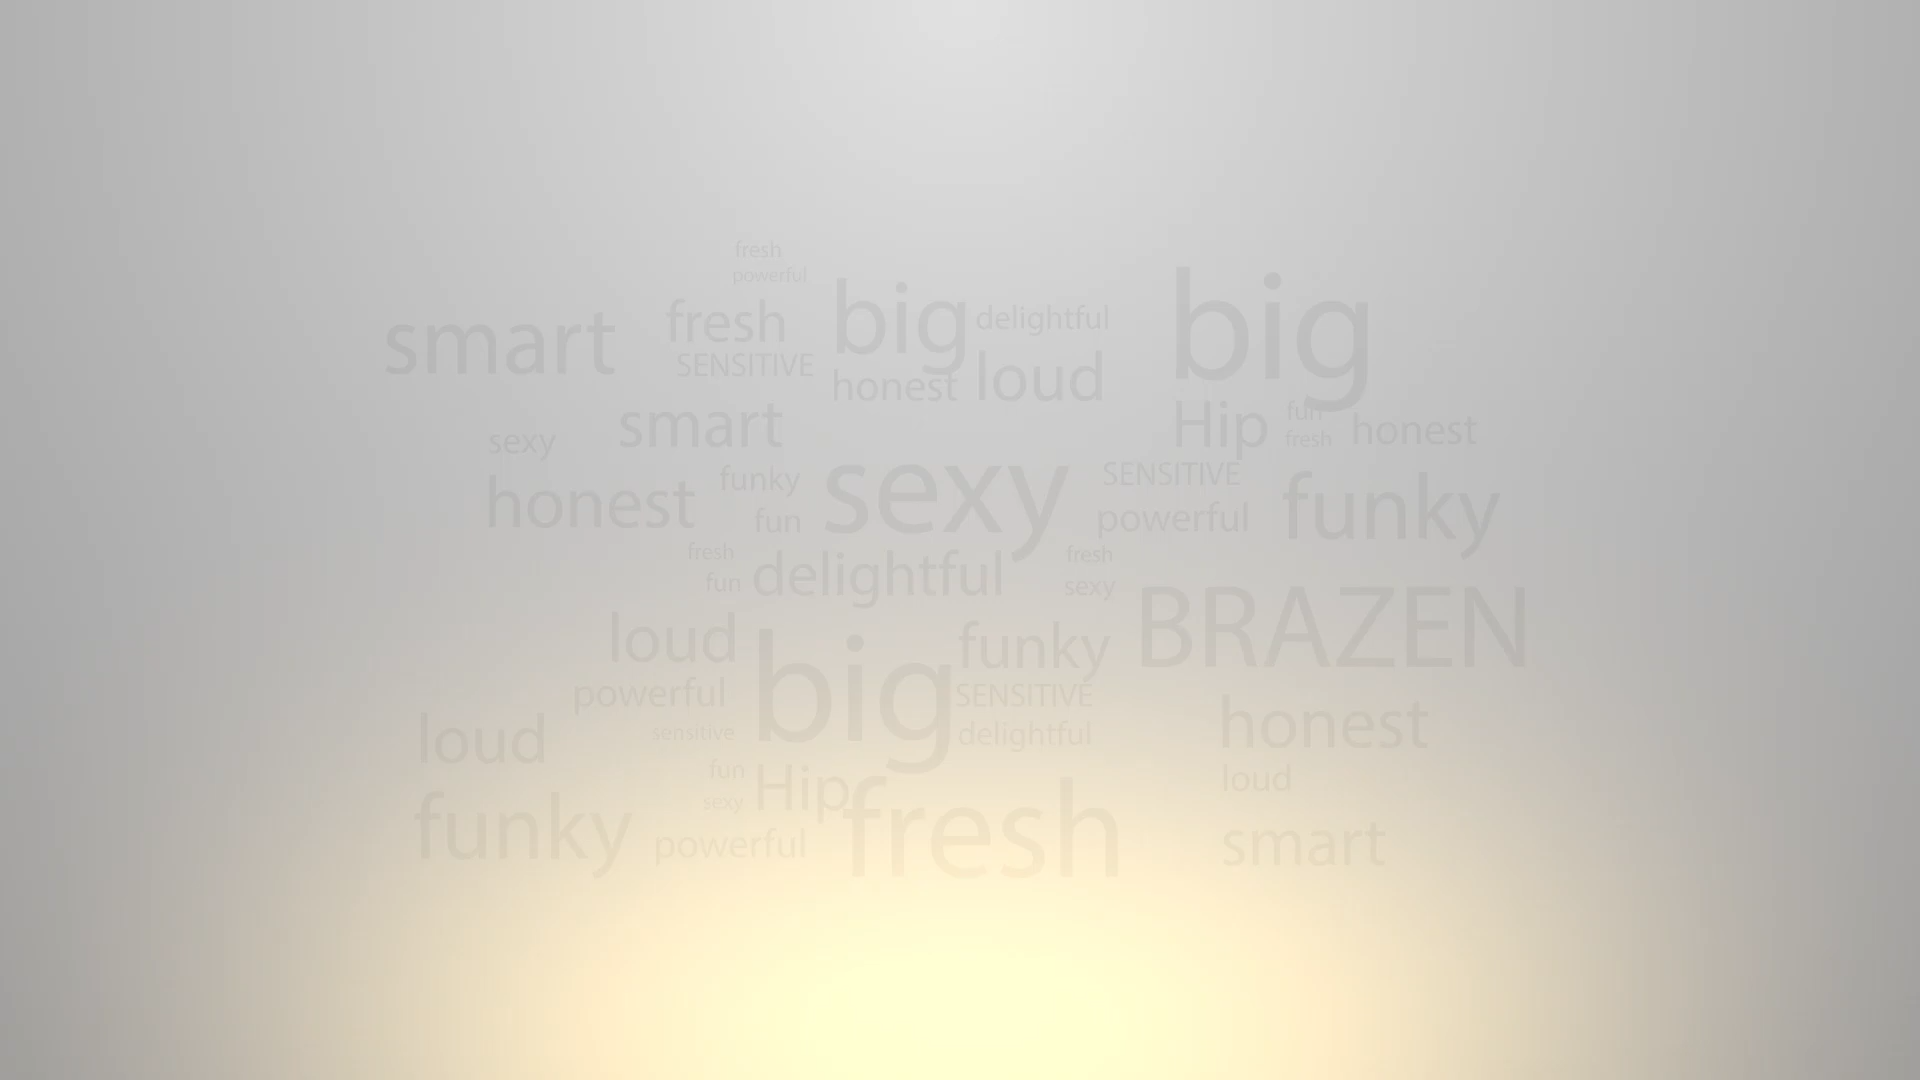 fresh
powerful
smart
fresh
big
delightful
big
SENSITIVE
honest
loud
smart
sexy
Hip
fun
fresh
honest
honest
funky
fun
sexy
SENSITIVE
powerful
funky
fresh
fun
delightful
fresh
sexy
BRAZEN
loud
big
funky
powerful
SENSITIVE
sensitive
delightful
honest
loud
fun
sexy
Hip
loud
funky
powerful
fresh
smart